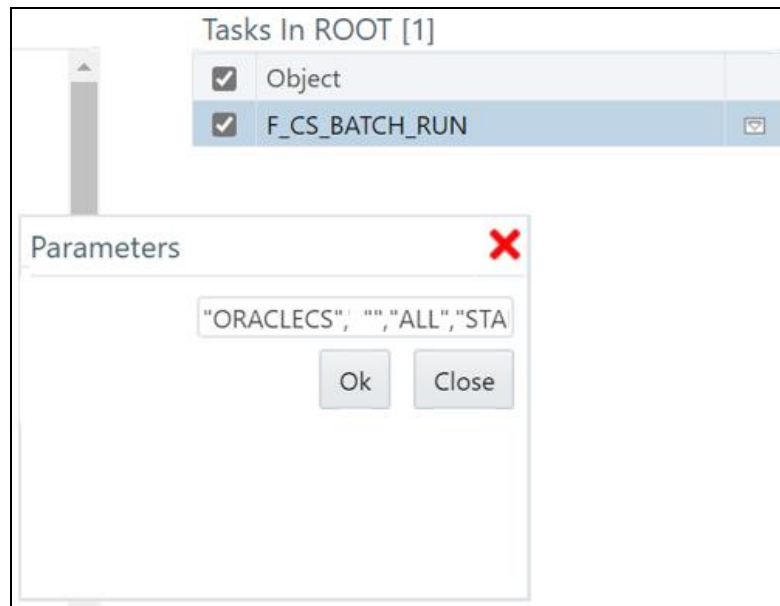 Tasks In ROOT [1]
Object
F_CS_BATCH_RUN
Parameters
"ORACLECS",' "","ALL","STA
Ok Close